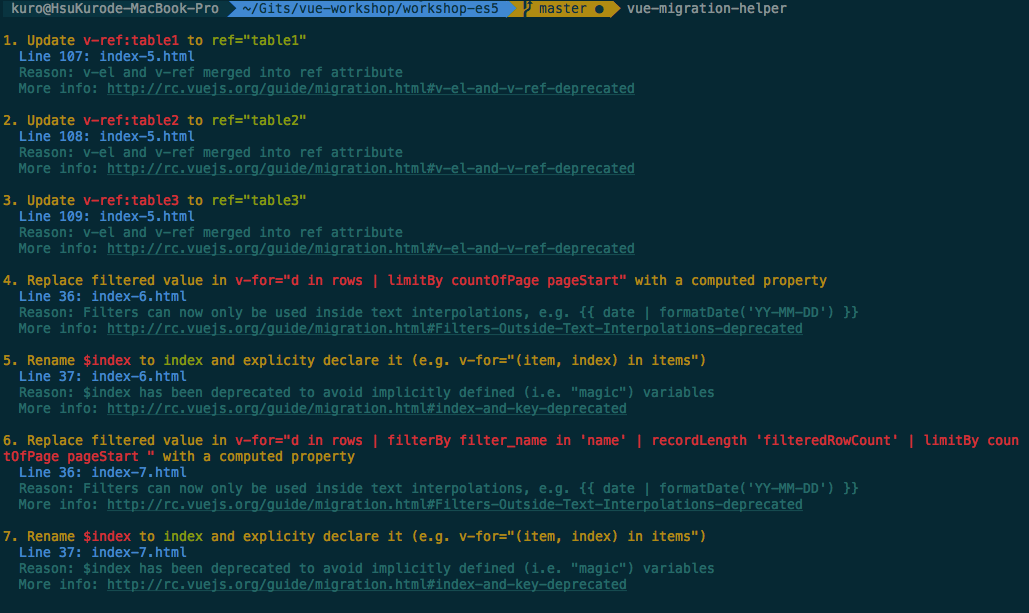 kuro@HsuKurode-MacBook-Pro ~/Gits/vue-workshop/workshop-es5 master ● vue-migration-helper
1. Update v-ref:table1 to ref="table1"
Line 107: index-5.html
Reason: v-el and v-ref merged into ref attribute
More info: http://rc.vuejs.org/guide/migration.html#v-el-and-v-ref-deprecated
2. Update v-ref:table2 to ref="table2"
Line 108: index-5.html
Reason: v-el and v-ref merged into ref attribute
More info: http://rc.vuejs.org/guide/migration.html#v-el-and-v-ref-deprecated
3. Update v-ref:table3 to ref="table3"
Line 109: index-5.html
Reason: v-el and v-ref merged into ref attribute
More info: http://rc.vuejs.org/guide/migration.html#v-el-and-v-ref-deprecated
4. Replace filtered value in v-for="d in rows | limitBy countOfPage pageStart" with a computed property
Line 36: index-6.html
Reason: Filters can now only be used inside text interpolations, e.g. {{ date | formatDate('YY-MM-DD') }}
More info: http://rc.vuejs.org/guide/migration.html#Filters-Outside-Text-Interpolations-deprecated
5. Rename $index to index and explicity declare it (e.g. v-for="(item, index) in items")
Line 37: index-6.html
Reason: $index has been deprecated to avoid implicitly defined (i.e. "magic") variables
More info: http://rc.vuejs.org/guide/migration.html#index-and-key-deprecated
6. Replace filtered value in v-for="d in rows | filterBy filter_name in 'name' | recordLength 'filteredRowCount' | limitBy coun
tOfPage pageStart " with a computed property
Line 36: index-7.html
Reason: Filters can now only be used inside text interpolations, e.g. {{ date | formatDate('YY-MM-DD') }}
More info: http://rc.vuejs.org/guide/migration.html#Filters-Outside-Text-Interpolations-deprecated
7. Rename $index to index and explicity declare it (e.g. v-for="(item, index) in items")
Line 37: index-7.html
Reason: $index has been deprecated to avoid implicitly defined (i.e. "magic") variables
More info: http://rc.vuejs.org/guide/migration.html#index-and-key-deprecated